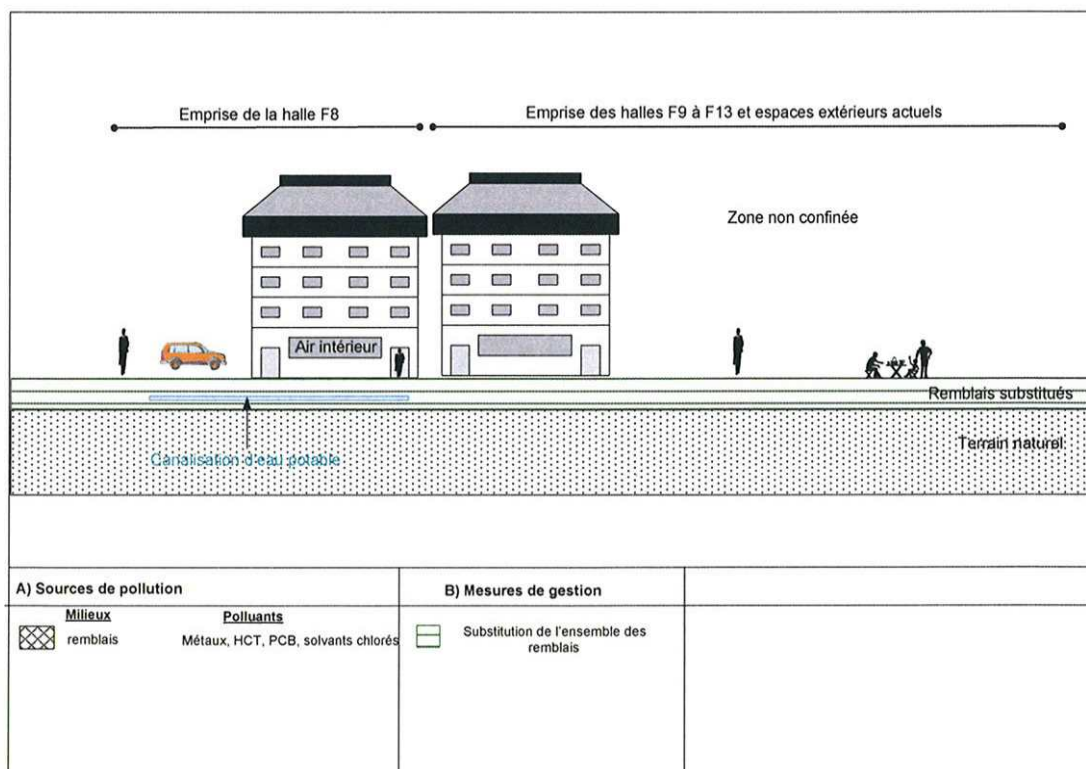 Emprise de la halle F8
Emprise des halles F9 à F13 et espaces extérieurs actuels
Zone non confinée
Air intérieur
Remblais substitués
Terrain naturel
Canalisation d'eau potable
A) Sources de pollution
B) Mesures de gestion
Milieux
Polluants
remblais
Métaux, HCT, PCB, solvants chlorés
Substitution de l'ensemble des
remblais